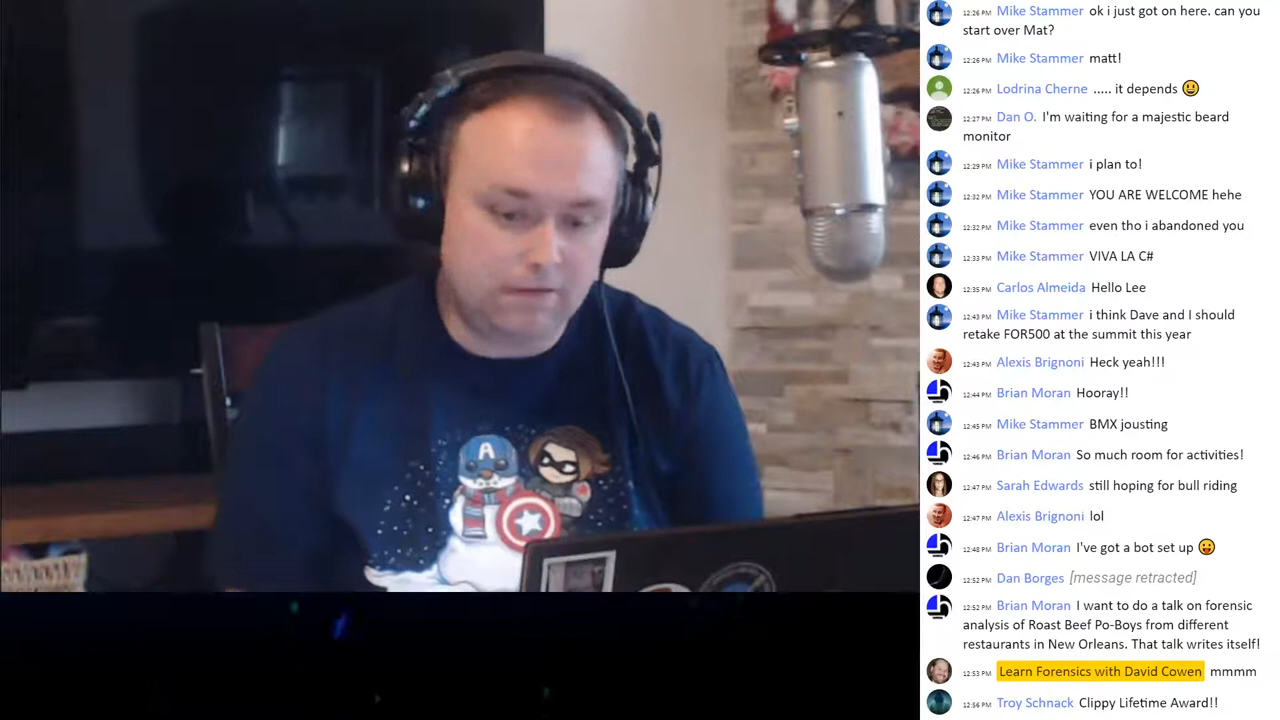 12:26 PM Mike Stammer ok i just got on here. can you
start over Mat?
12:26 PM Mike Stammer matt!
12:26 PM Lodrina Cherne ..... it depends 😀
12:27 PM Dan O. I'm waiting for a majestic beard
monitor
12:29 PM Mike Stammer i plan to!
12:32 PM Mike Stammer YOU ARE WELCOME hehe
12:32 PM Mike Stammer even tho i abandoned you
12:33 PM Mike Stammer VIVA LA C#
12:35 PM Carlos Almeida Hello Lee
12:43 PM Mike Stammer i think Dave and I should
retake FOR500 at the summit this year
12:43 PM Alexis Brignoni Heck yeah!!!
12:44 PM Brian Moran Hooray!!
12:45 PM Mike Stammer BMX jousting
12:46 PM Brian Moran So much room for activities!
12:47 PM Sarah Edwards still hoping for bull riding
12:47 PM Alexis Brignoni lol
12:48 PM Brian Moran I've got a bot set up 😛
12:52 PM Dan Borges [message retracted]
12:52 PM Brian Moran I want to do a talk on forensic
analysis of Roast Beef Po-Boys from different
restaurants in New Orleans. That talk writes itself!
12:53 PM Learn Forensics with David Cowen mmmm
12:56 PM Troy Schnack Clippy Lifetime Award!!
A